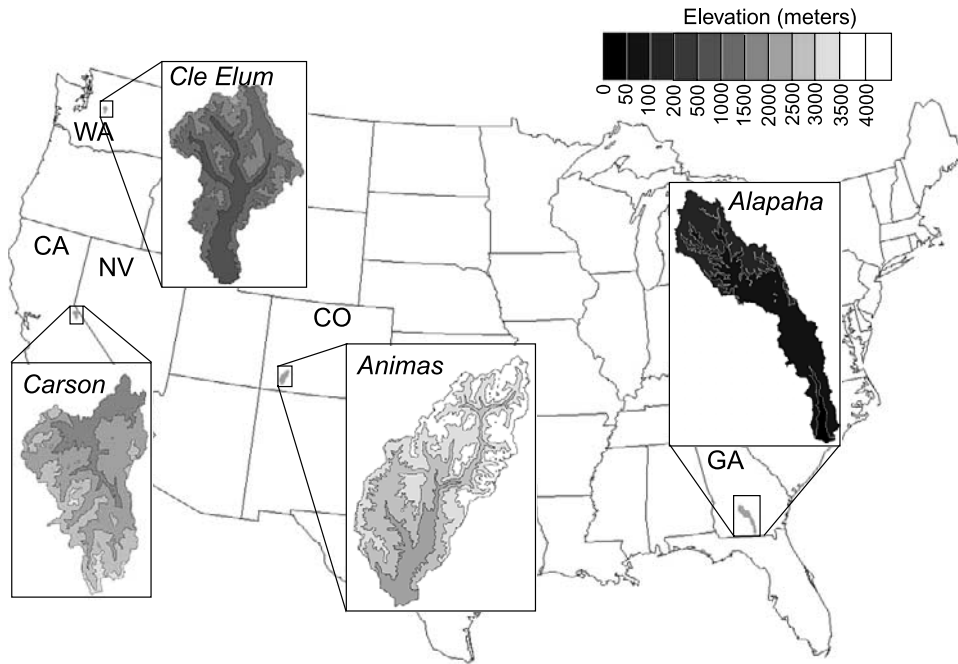 Elevation (meters)
0
50
100
200
500
1000
1500
2000
2500
3000
3500
4000
Cle Elum
WA
Alapaha
CA
NV
CO
Carson
Animas
GA